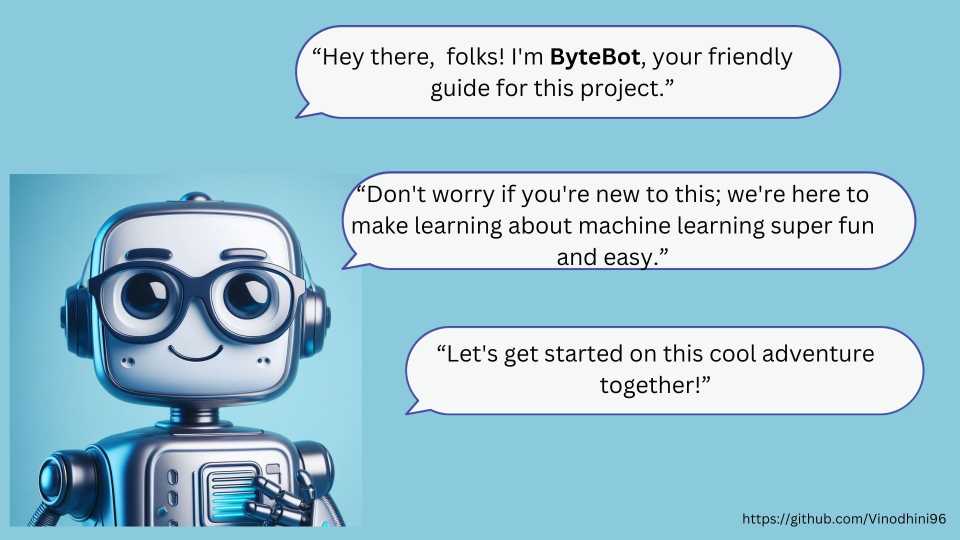 “Hey there,  folks! I'm ByteBot, your friendly
guide for this project.”
“Don't worry if you're new to this; we're here to
make learning about machine learning super fun
and easy.”
“Let's get started on this cool adventure
together!”
https://github.com/Vinodhini96